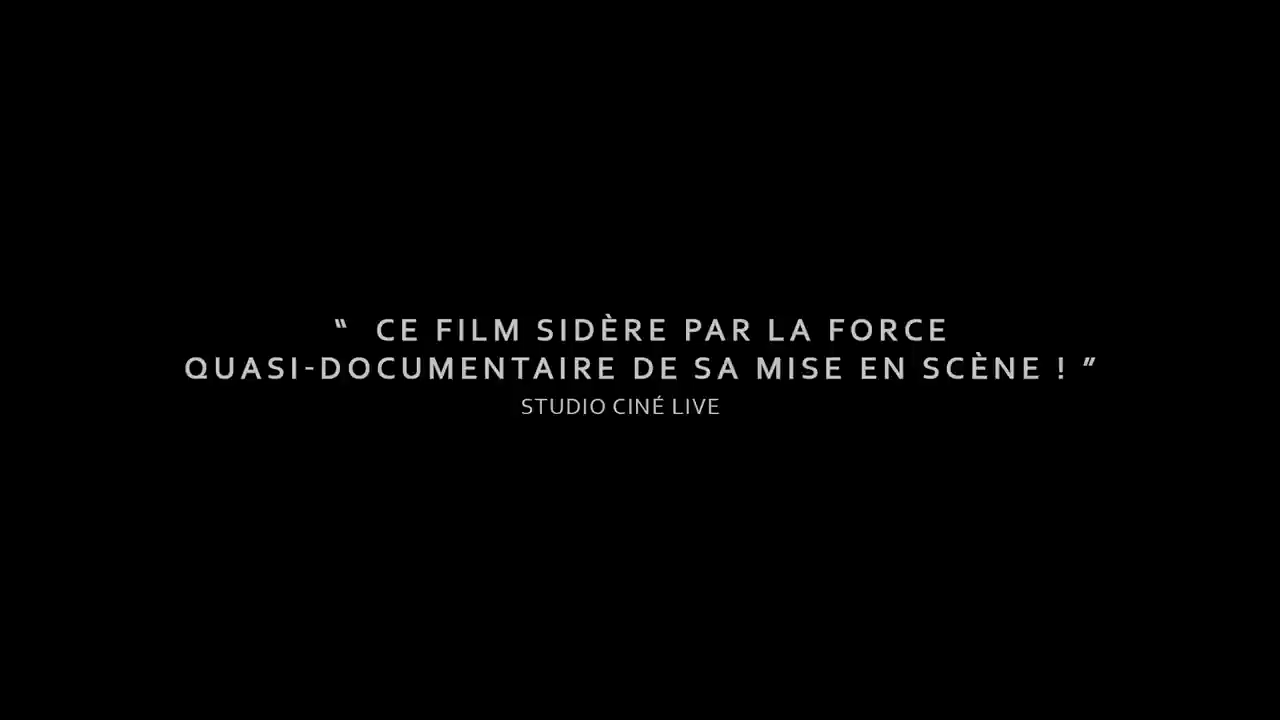 “ CE FILM SIDÈRE PAR LA FORCE
QUASI-DOCUMENTAIRE DE SA MISE EN SCÈNE ! ”
STUDIO CINÉ LIVE